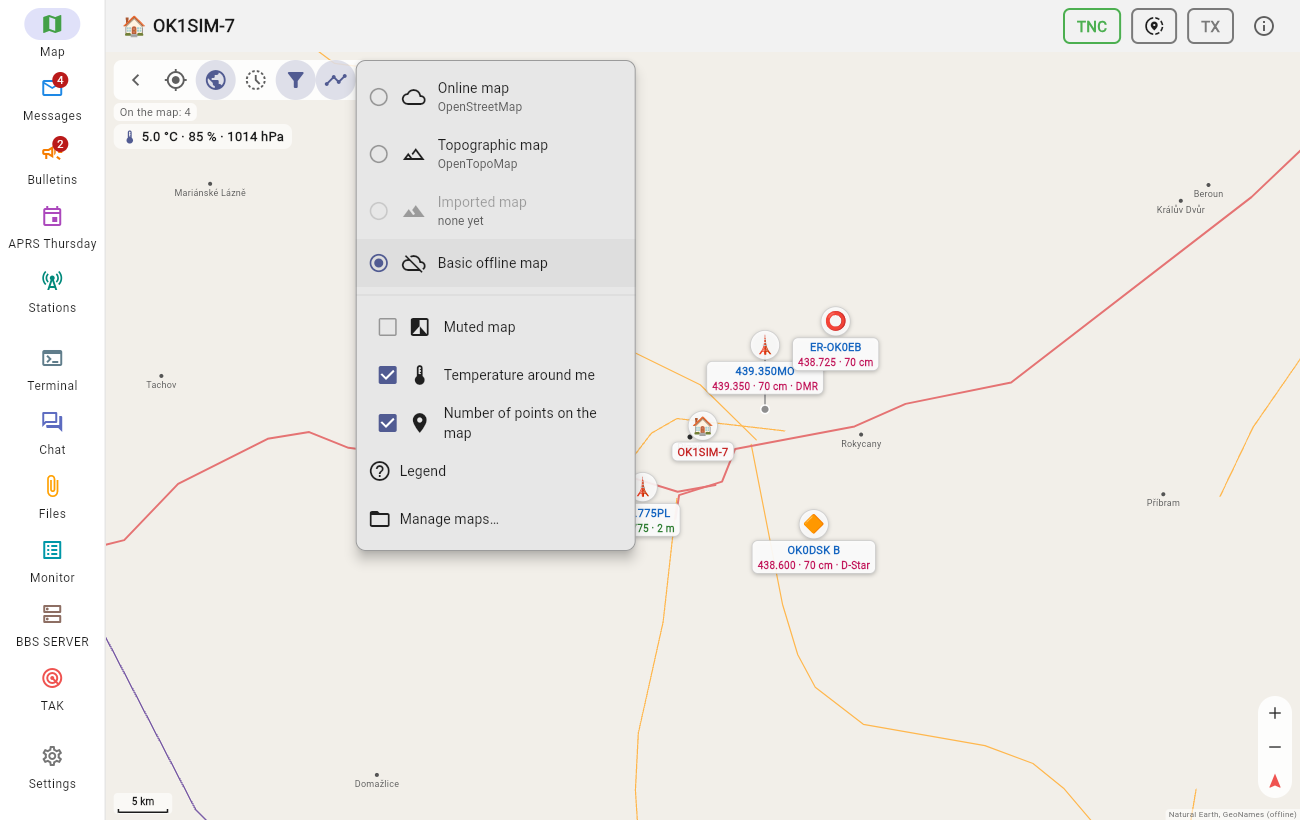 OK1SIM-7
TNC
TX
Map
4
Messages
2
Bulletins
APRS Thursday
Stations
Terminal
Chat
Files
Monitor
BBS SERVER
TAK
Settings
On the map: 4
5.0 °C · 85 % · 1014 hPa
Online map
OpenStreetMap
Topographic map
OpenTopoMap
Imported map
none yet
Basic offline map
Muted map
Temperature around me
Number of points on the
map
Legend
Manage maps...
Mariánské Lázně
Tachov
Domažlice
Beroun
Králův Dvůr
ER-OK0EB
438.725 · 70 cm
439.350MO
439.350 · 70 cm · DMR
OK1SIM-7
Rokycany
.775PL
75 · 2 m
Příbram
OK0DSK B
438.600 · 70 cm · D-Star
5 km
Natural Earth, GeoNames (offline)